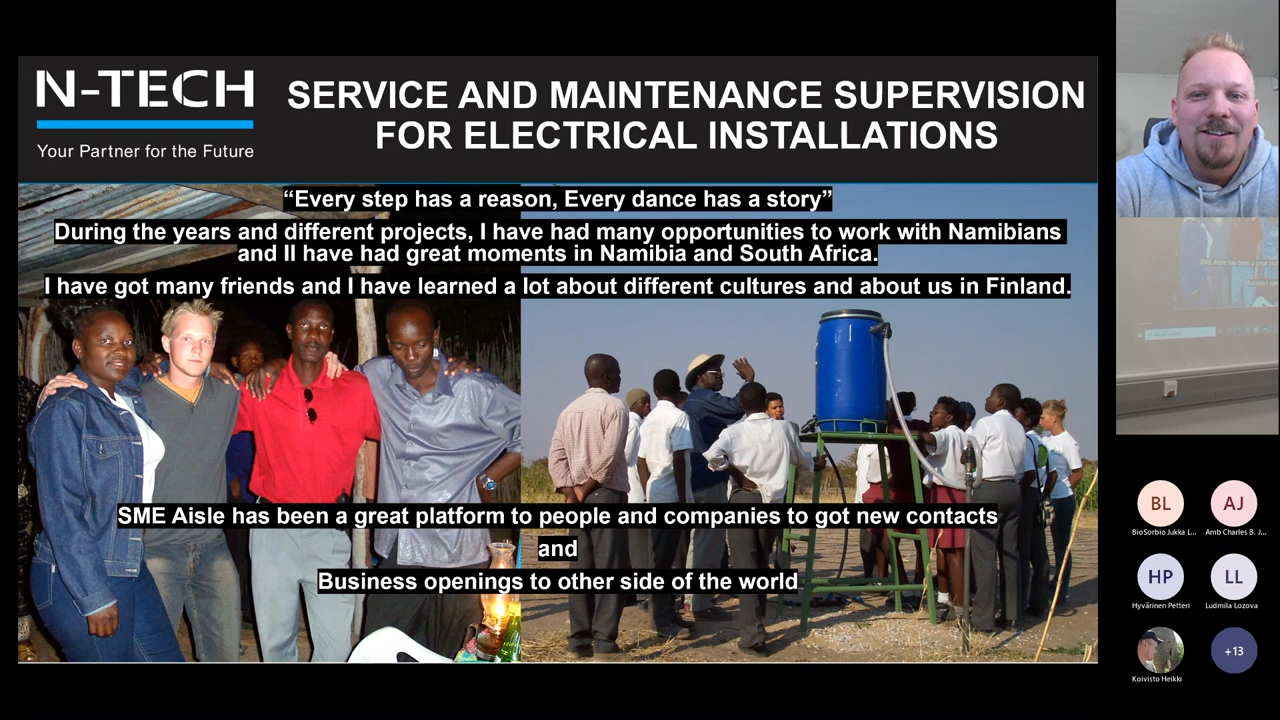 N-TECH
Your Partner for the Future
SERVICE AND MAINTENANCE SUPERVISION
FOR ELECTRICAL INSTALLATIONS
“Every step has a reason, Every dance has a story”
During the years and different projects, I have had many opportunities to work with Namibians
and II have had great moments in Namibia and South Africa.
I have got many friends and I have learned a lot about different cultures and about us in Finland.
SME Aisle has been a great platform to people and companies to got new contacts
and
Business openings to other side of the world
BL
AJ
BioSorbio Jukka L...
Amb Charles B. J...
HP
LL
Hyvärinen Petteri
Ludmila Lozova
+13
Koivisto Heikki